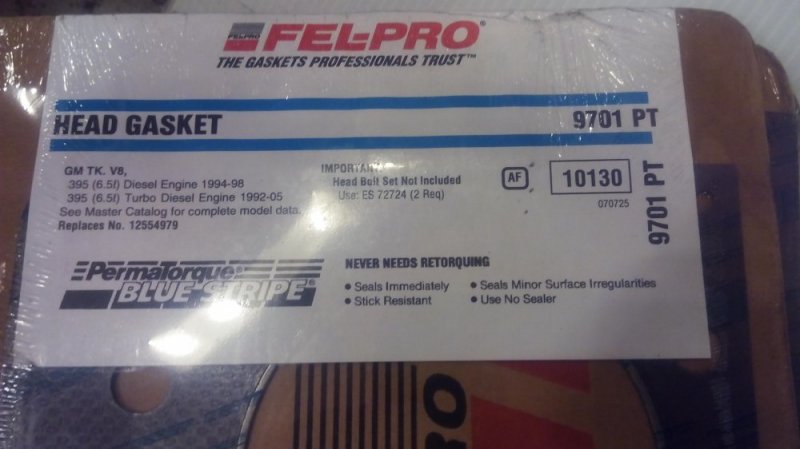 FEL-PRO
FEL-PRO®
THE GASKETS PROFESSIONALS TRUST™
HEAD GASKET
9701 PT
GM TK. V8,
395 (6.5ℓ) Diesel Engine 1994-98
395 (6.5ℓ) Turbo Diesel Engine 1992-05
See Master Catalog for complete model data.
Replaces No. 12554979
IMPORTANT:
Head Bolt Set Not Included
Use: ES 72724 (2 Req)
AF
10130
070725
9701 PT
PERMATORQUE®
BLUE STRIPE®
NEVER NEEDS RETORQUING
• Seals Immediately
• Stick Resistant
• Seals Minor Surface Irregularities
• Use No Sealer
RO